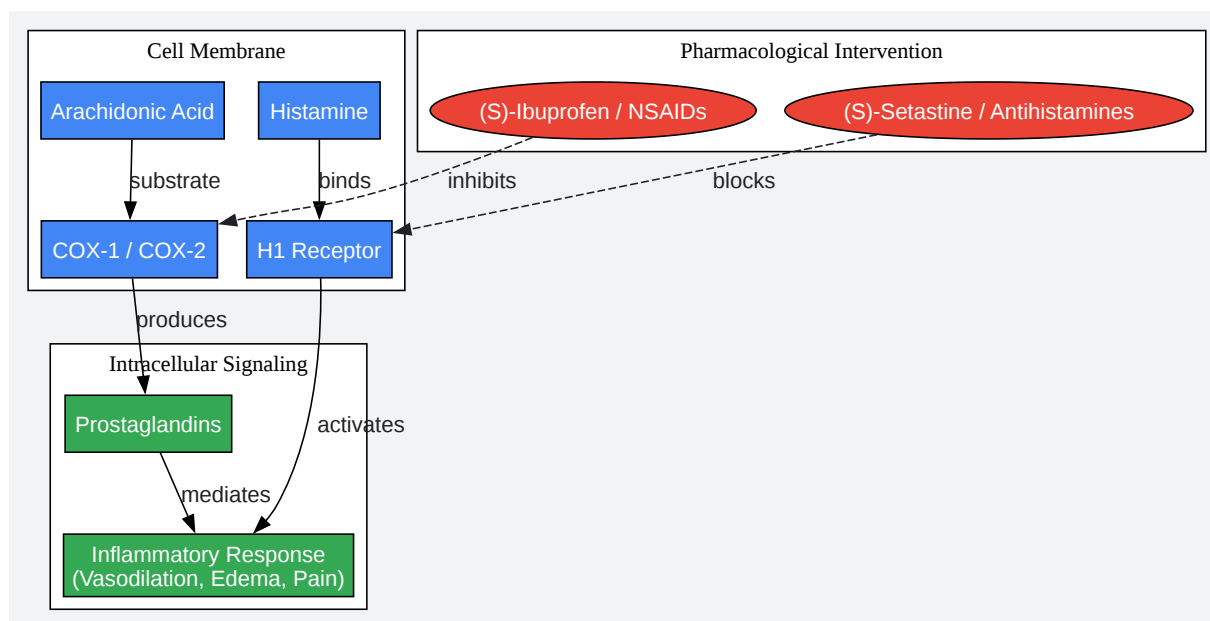 Cell Membrane
Pharmacological Intervention
Arachidonic Acid
Histamine
(S)-Ibuprofen / NSAIDs
(S)-Setastine / Antihistamines
substrate
binds
inhibits
blocks
COX-1 / COX-2
H1 Receptor
produces
Intracellular Signaling
Prostaglandins
activates
mediates
Inflammatory Response
(Vasodilation, Edema, Pain)